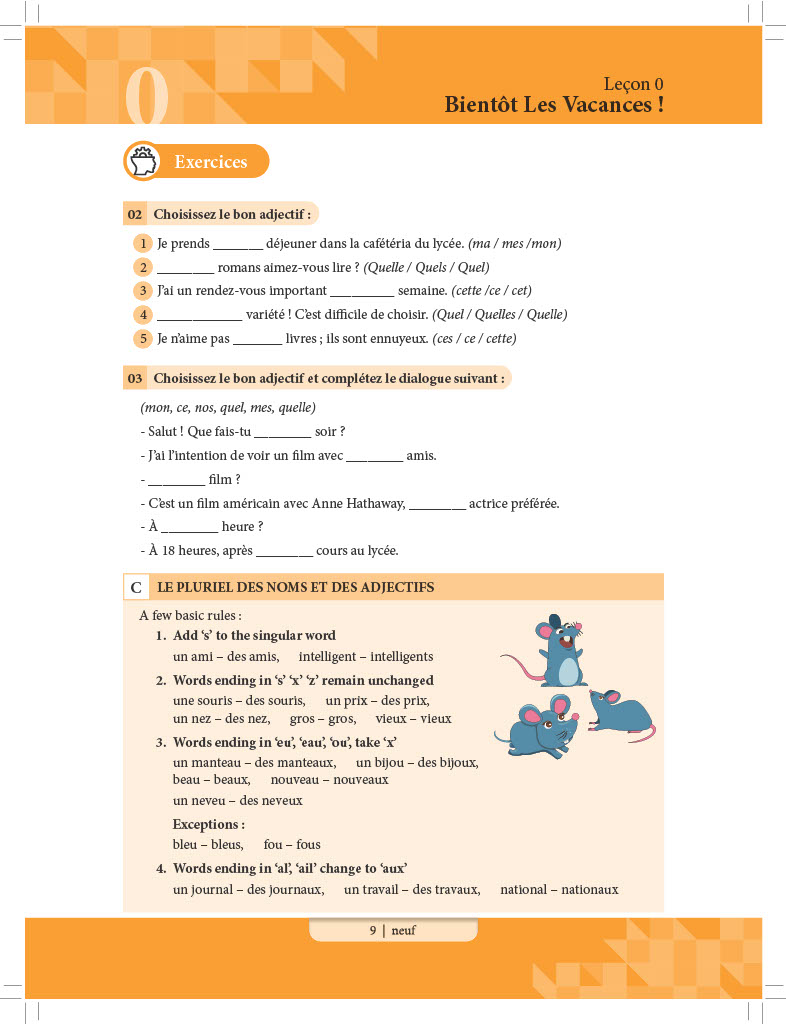 0
Leçon 0
Bientôt Les Vacances !
Exercices
02 Choisissez le bon adjectif :
1 Je prends _______ déjeuner dans la cafétéria du lycée. (ma / mes /mon)
2 ________ romans aimez-vous lire ? (Quelle / Quels / Quel)
3 J’ai un rendez-vous important _________ semaine. (cette /ce / cet)
4 ____________ variété ! C’est difficile de choisir. (Quel / Quelles / Quelle)
5 Je n’aime pas _______ livres ; ils sont ennuyeux. (ces / ce / cette)
03 Choisissez le bon adjectif et complétez le dialogue suivant :
(mon, ce, nos, quel, mes, quelle)
- Salut ! Que fais-tu ________ soir ?
- J’ai l’intention de voir un film avec ________ amis.
- ________ film ?
- C’est un film américain avec Anne Hathaway, ________ actrice préférée.
- À ________ heure ?
- À 18 heures, après ________ cours au lycée.
C LE PLURIEL DES NOMS ET DES ADJECTIFS
A few basic rules :
1. Add ‘s’ to the singular word
un ami – des amis, intelligent – intelligents
2. Words ending in ‘s’ ‘x’ ‘z’ remain unchanged
une souris – des souris, un prix – des prix,
un nez – des nez, gros – gros, vieux – vieux
3. Words ending in ‘eu’, ‘eau’, ‘ou’, take ‘x’
un manteau – des manteaux, un bijou – des bijoux,
beau – beaux, nouveau – nouveaux
un neveu – des neveux
Exceptions :
bleu – bleus, fou – fous
4. Words ending in ‘al’, ‘ail’ change to ‘aux’
un journal – des journaux, un travail – des travaux, national – nationaux
9 | neuf